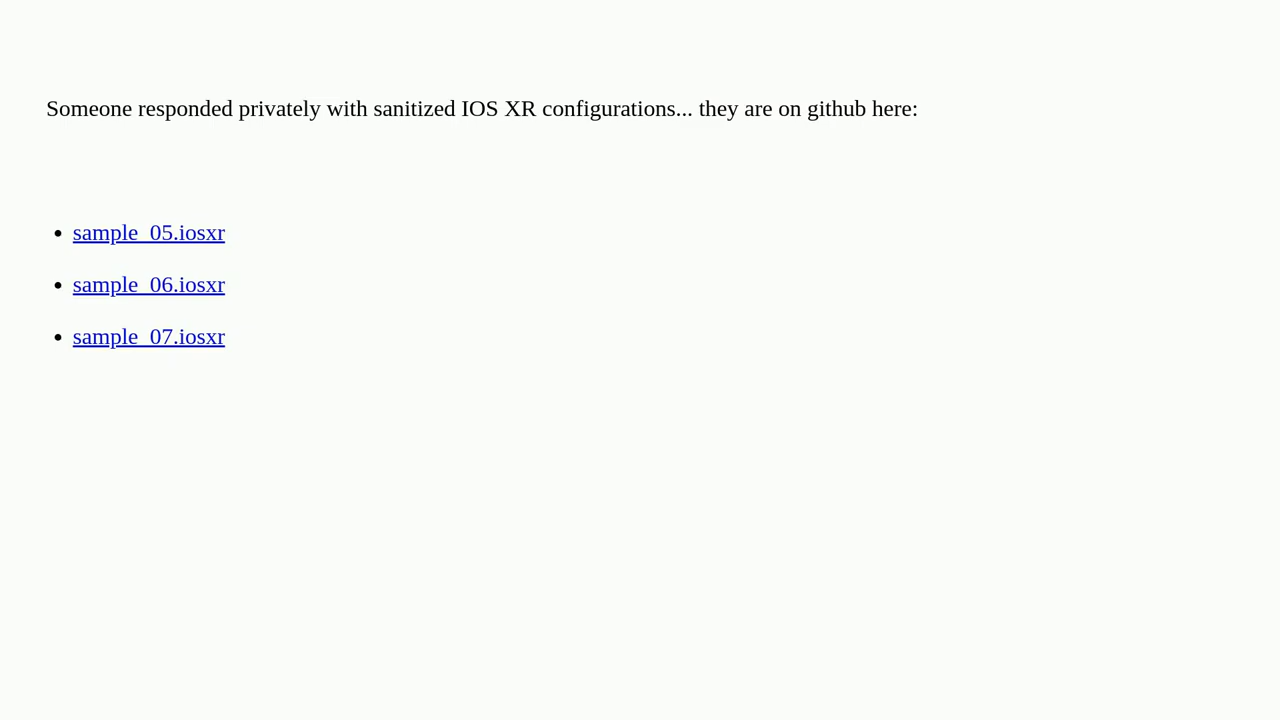 Someone responded privately with sanitized IOS XR configurations... they are on github here:
• sample_05.iosxr
• sample_06.iosxr
• sample_07.iosxr